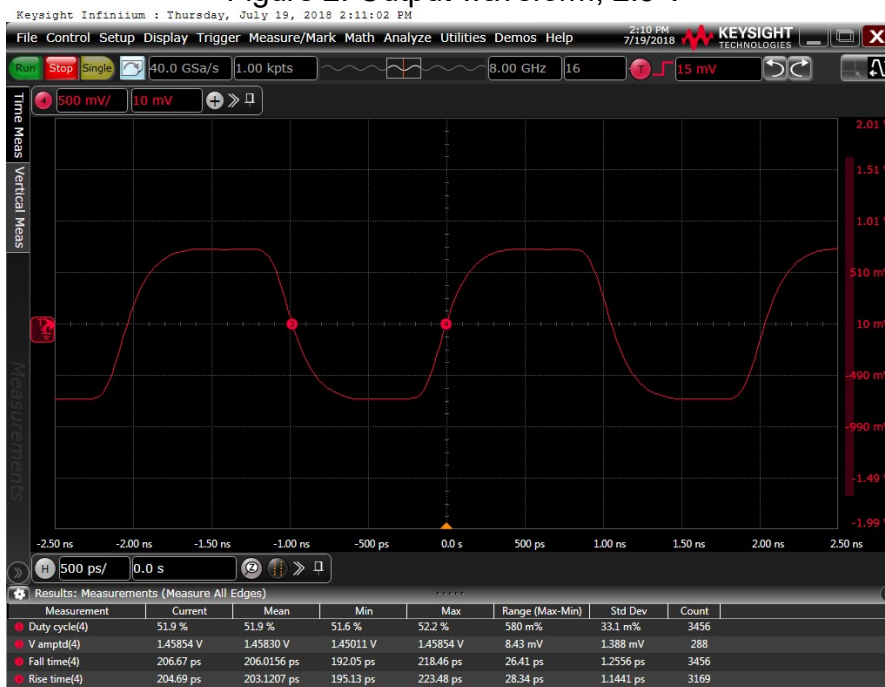 Figure 2. Output waveform, 2.5 V
Keysight Infiniium : Thursday, July 19, 2018 2:11:02 PM
File Control Setup Display Trigger Measure/Mark Math Analyze Utilities Demos Help 2:10 PM 7/19/2018 KEYSIGHT TECHNOLOGIES
Run Stop Single 40.0 GSa/s 1.00 kpts 8.00 GHz 16 T 15 mV
4 500 mV/ 10 mV
Time Meas
Vertical Meas
Measurements
2.01
1.51
1.01
510 m
10 m
-490 m
-990 m
-1.49
-1.99
T
3 4
-2.50 ns -2.00 ns -1.50 ns -1.00 ns -500 ps 0.0 s 500 ps 1.00 ns 1.50 ns 2.00 ns 2.50 ns
H 500 ps/ 0.0 s
Results: Measurements (Measure All Edges)
Measurement Current Mean Min Max Range (Max-Min) Std Dev Count
Duty cycle(4) 51.9 % 51.9 % 51.6 % 52.2 % 580 m% 33.1 m% 3456
V amptd(4) 1.45854 V 1.45830 V 1.45011 V 1.45854 V 8.43 mV 1.388 mV 288
Fall time(4) 206.67 ps 206.0156 ps 192.05 ps 218.46 ps 26.41 ps 1.2556 ps 3456
Rise time(4) 204.69 ps 203.1207 ps 195.13 ps 223.48 ps 28.34 ps 1.1441 ps 3169